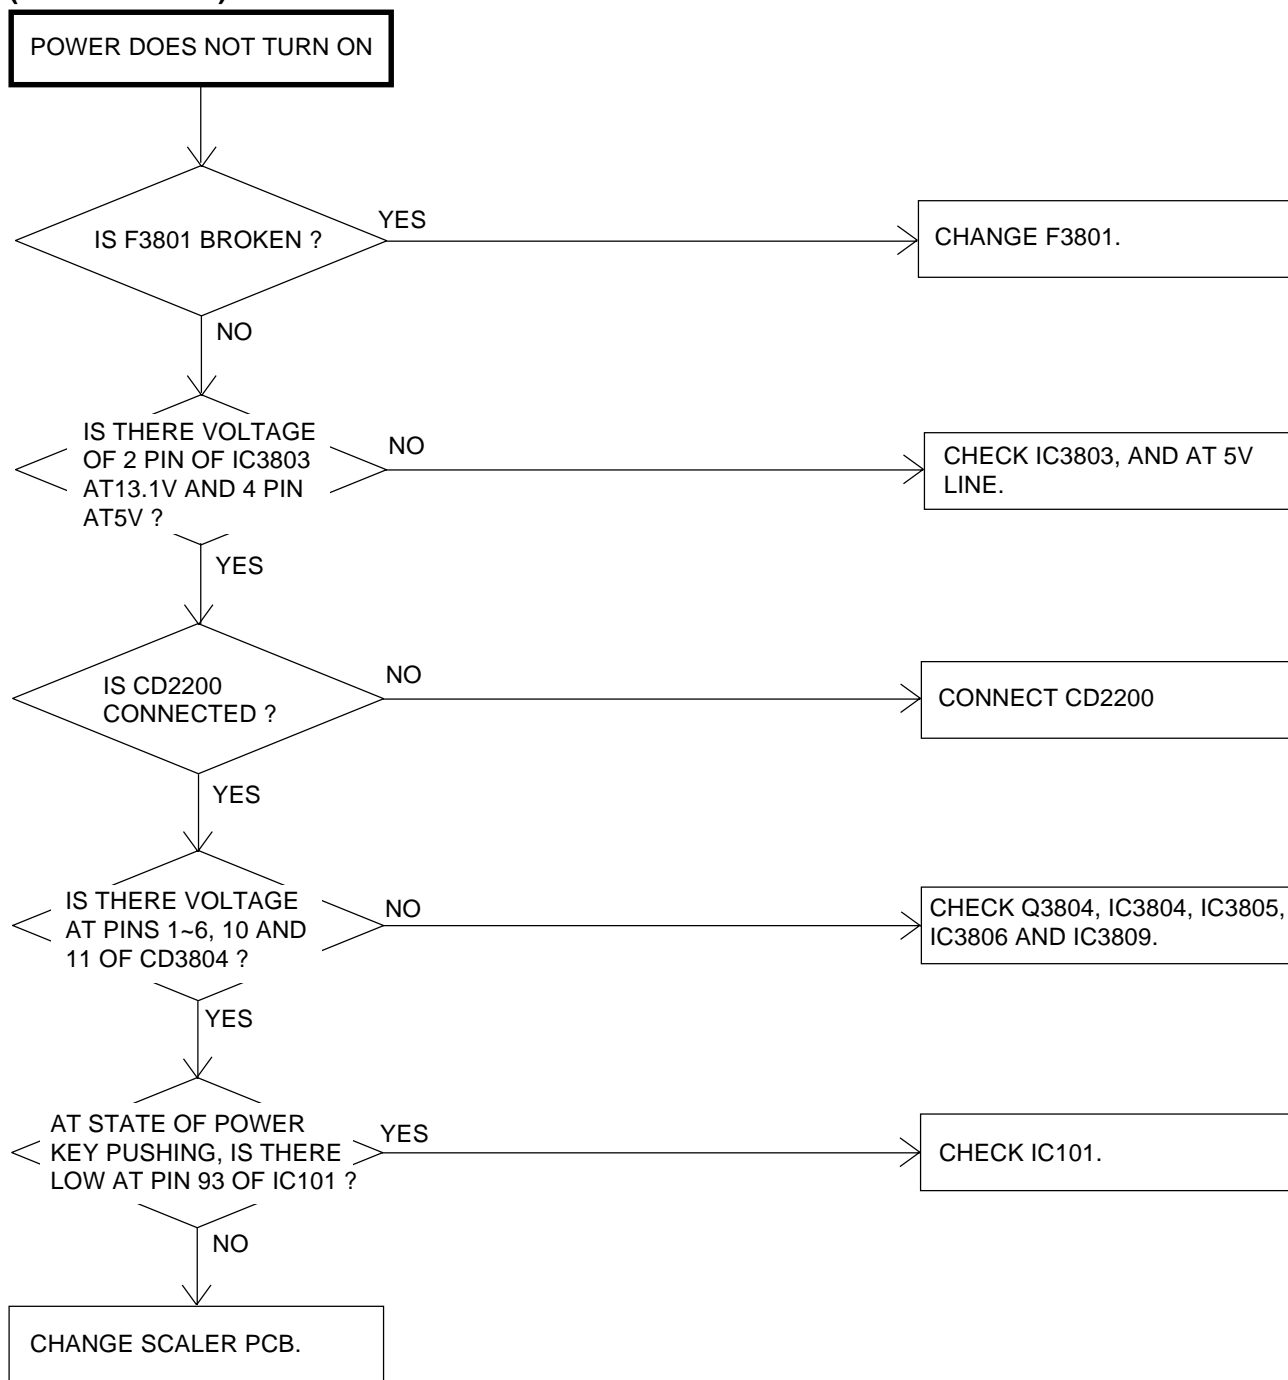 POWER DOES NOT TURN ON
IS F3801 BROKEN ?
YES
CHANGE F3801.
NO
IS THERE VOLTAGE
OF 2 PIN OF IC3803
AT13.1V AND 4 PIN
AT5V ?
NO
CHECK IC3803, AND AT 5V
LINE.
YES
IS CD2200
CONNECTED ?
NO
CONNECT CD2200
YES
IS THERE VOLTAGE
AT PINS 1~6, 10 AND
11 OF CD3804 ?
NO
CHECK Q3804, IC3804, IC3805,
IC3806 AND IC3809.
YES
AT STATE OF POWER
KEY PUSHING, IS THERE
LOW AT PIN 93 OF IC101 ?
YES
CHECK IC101.
NO
CHANGE SCALER PCB.